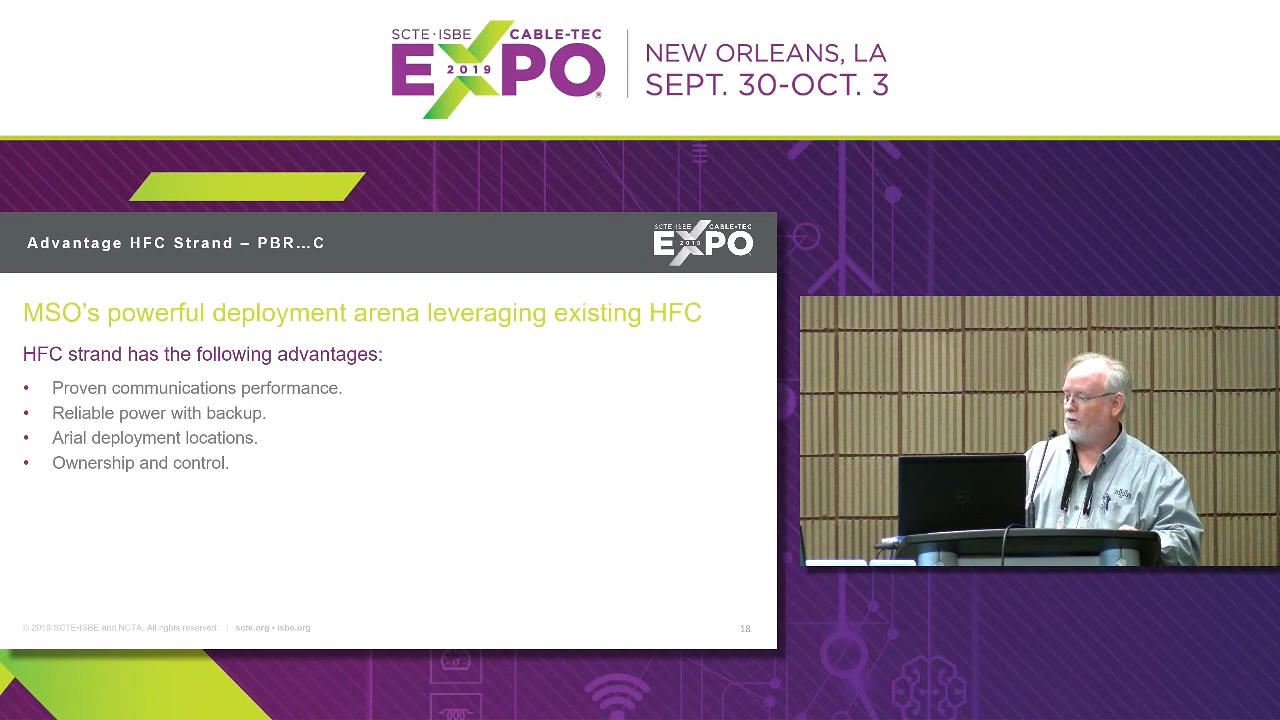 SCTE·ISBE CABLE-TEC
EXPO
2019
NEW ORLEANS, LA
SEPT. 30-OCT. 3
Advantage HFC Strand – PBR...C
SCTE·ISBE CABLE-TEC
EXPO
2019
MSO's powerful deployment arena leveraging existing HFC
HFC strand has the following advantages:
• Proven communications performance.
• Reliable power with backup.
• Arial deployment locations.
• Ownership and control.
© 2019 SCTE•ISBE and NCTA. All rights reserved. | scte.org • isbe.org
18